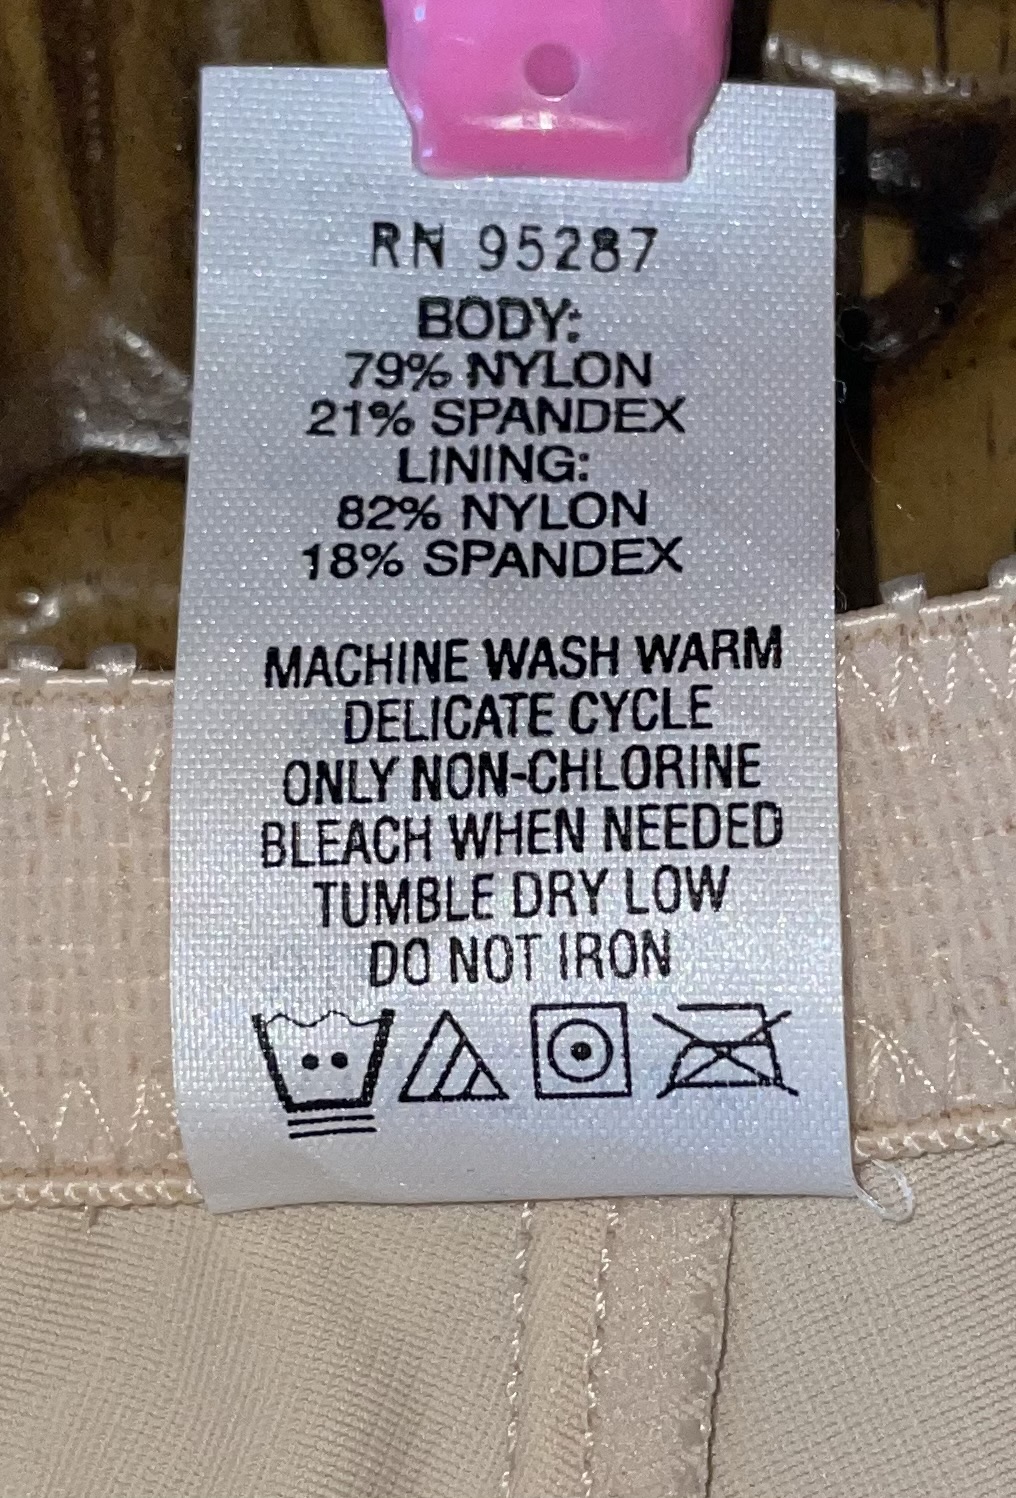 RN 95287
BODY:
79% NYLON
21% SPANDEX
LINING:
82% NYLON
18% SPANDEX
MACHINE WASH WARM
DELICATE CYCLE
ONLY NON-CHLORINE
BLEACH WHEN NEEDED
TUMBLE DRY LOW
DO NOT IRON